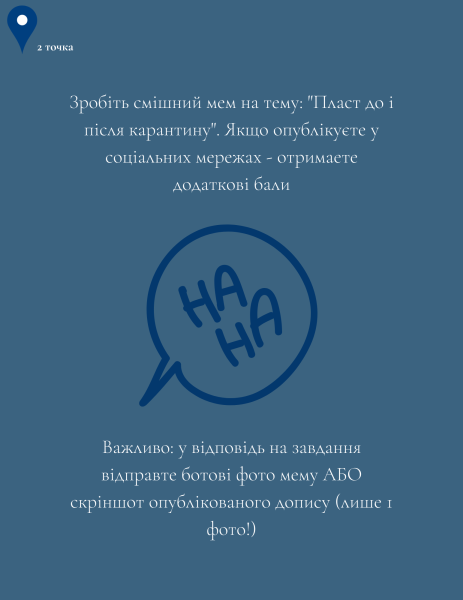 2 точка
Зробіть смішний мем на тему: "Пласт до і
після карантину". Якщо опублікуєте у
соціальних мережах - отримаєте
додаткові бали
HA
HA
Важливо: у відповідь на завдання
відправте ботові фото мему АБО
скріншот опублікованого допису (лише 1
фото!)